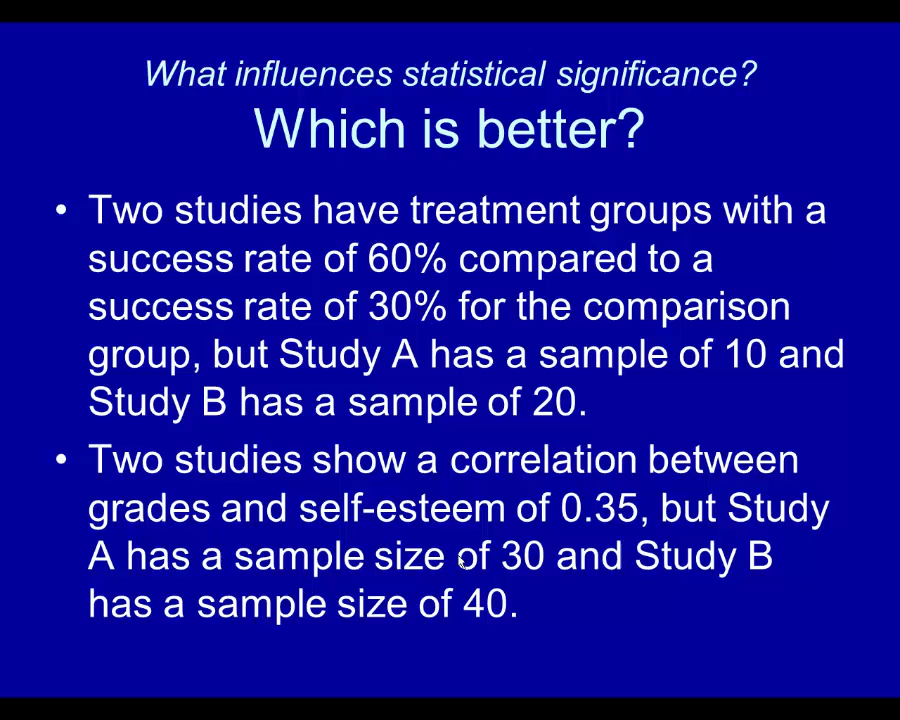 What influences statistical significance?
Which is better?
• Two studies have treatment groups with a
success rate of 60% compared to a
success rate of 30% for the comparison
group, but Study A has a sample of 10 and
Study B has a sample of 20.
• Two studies show a correlation between
grades and self-esteem of 0.35, but Study
A has a sample size of 30 and Study B
has a sample size of 40.